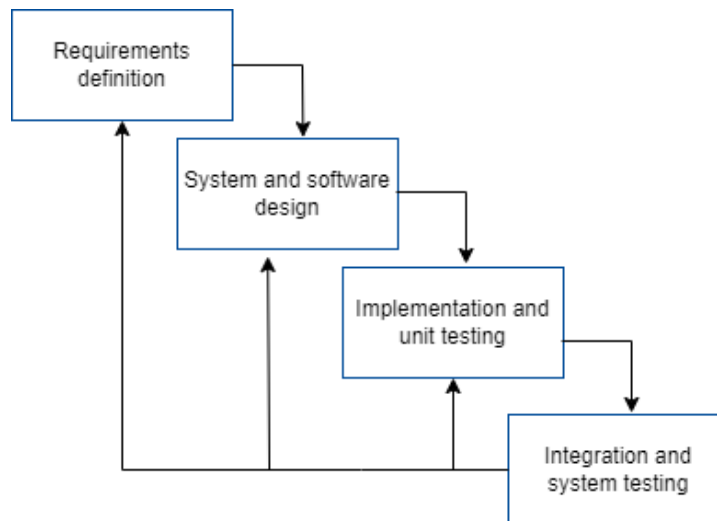 Requirements
definition
System and software
design
Implementation and
unit testing
Integration and
system testing